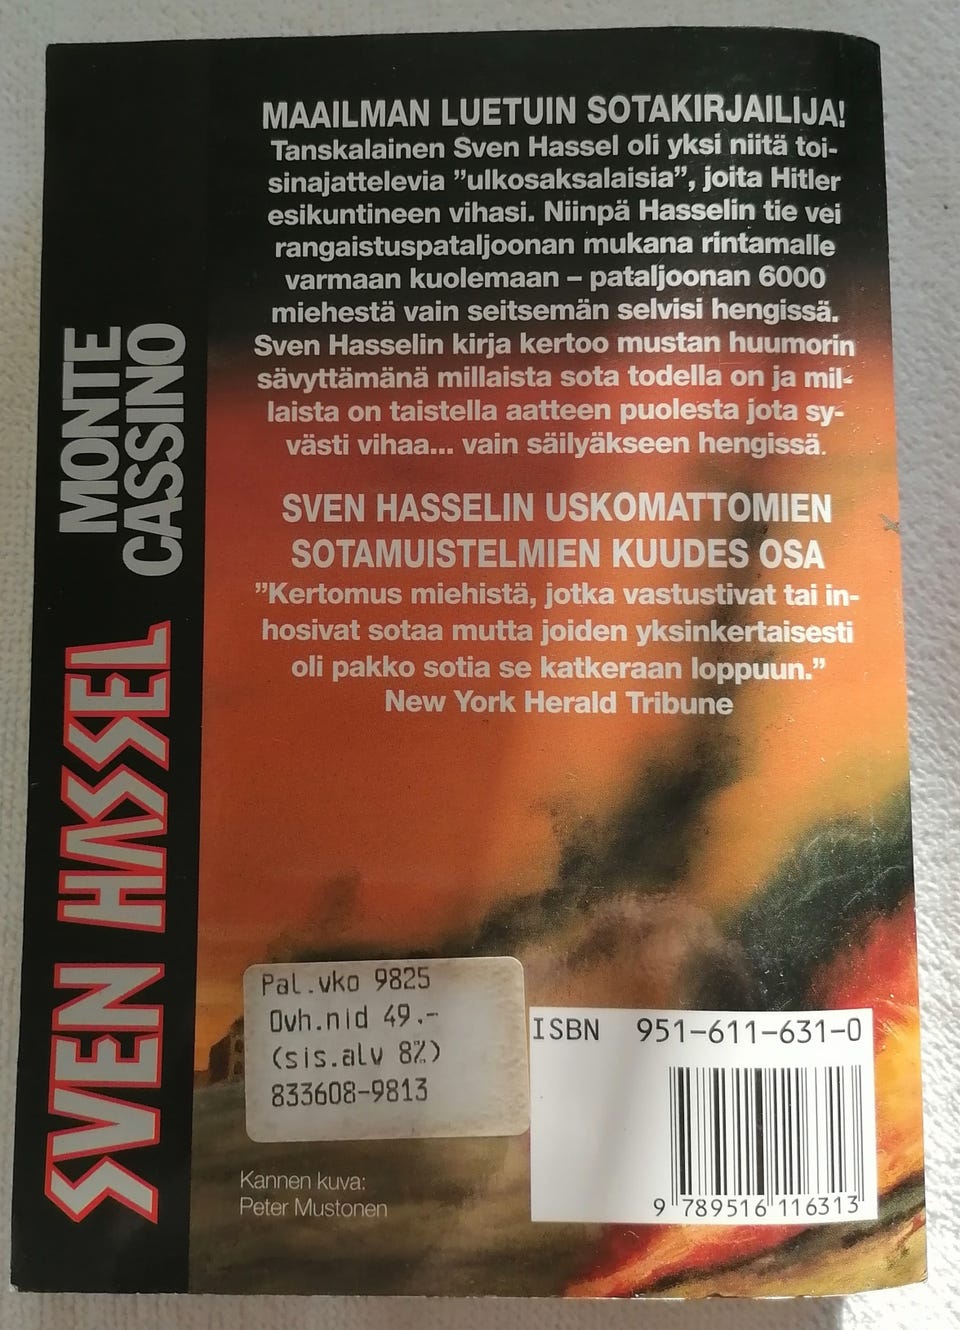 MAAILMAN LUETUIN SOTAKIRJAILIJA!
Tanskalainen Sven Hassel oli yksi niitä toi-
sinajattelevia ”ulkosaksalaisia”, joita Hitler
esikuntineen vihasi. Niinpä Hasselin tie vei
rangaistuspataljoonan mukana rintamalle
varmaan kuolemaan – pataljoonan 6000
miehestä vain seitsemän selvisi hengissä.
Sven Hasselin kirja kertoo mustan huumorin
sävyttämänä millaista sota todella on ja mil-
laista on taistella aatteen puolesta jota sy-
västi vihaa... vain säilyäkseen hengissä.
SVEN HASSELIN USKOMATTOMIEN
SOTAMUISTELMIEN KUUDES OSA
”Kertomus miehistä, jotka vastustivat tai in-
hosivat sotaa mutta joiden yksinkertaisesti
oli pakko sotia se katkeraan loppuun.”
New York Herald Tribune
SVEN HASSEL
MONTE
CASSINO
Pal.vko 9825
Ovh.nid 49.-
(sis.alv 8%)
833608-9813
ISBN 951-611-631-0
9 789516 116313
Kannen kuva:
Peter Mustonen